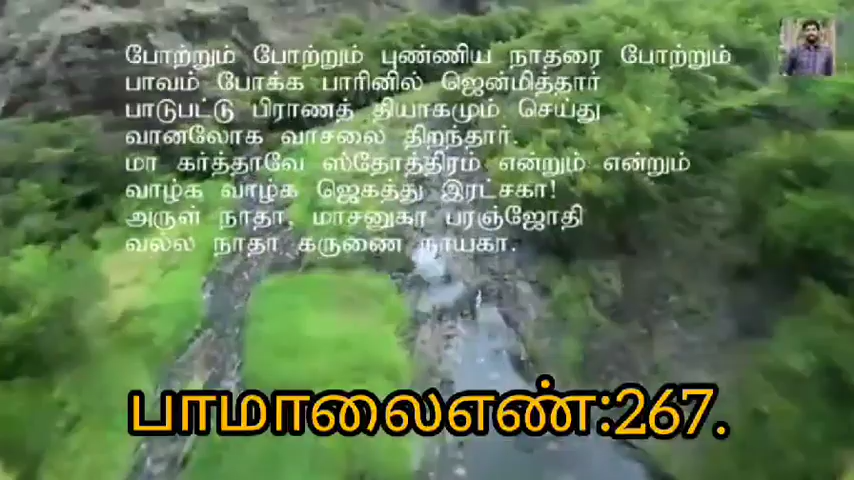 போற்றும் போற்றும் புண்ணிய நாதரை போற்றும்
பாவம் போக்க பாரினில் ஜென்மித்தார்
பாடுபட்டு பிராணத் தியாகமும் செய்து
வானலோக வாசலை திறந்தார்.
மா கர்த்தாவே ஸ்தோத்திரம் என்றும் என்றும்
வாழ்க வாழ்க ஜெகத்து இரட்சகா!
அருள் நாதா, மாசனுகர பரஞ்ஜோதி
வல்ல நாதா கருணை நாயகா.
பாமாலைஎண்:267.